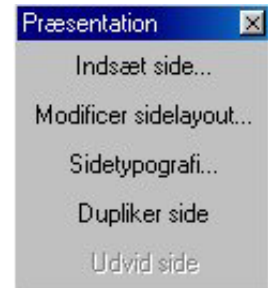 Præsentation
Indsæt side...
Modificer sidelayout...
Sidetypografi...
Dupliker side
Udvid side